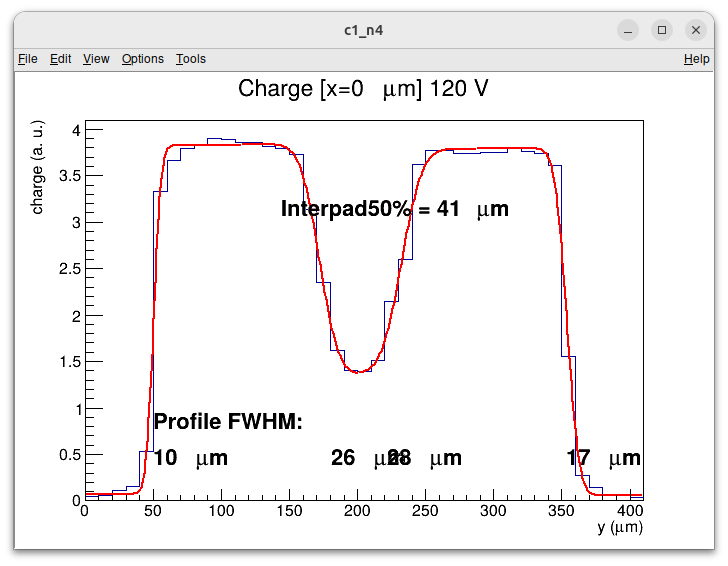 c1_n4
File Edit View Options Tools Help
Charge [x=0 μm] 120 V
charge (a. u.)
4
3.5
3
2.5
2
1.5
1
0.5
0
Interpad50% = 41 μm
Profile FWHM:
10 μm 26 μm 28 μm 17 μm
0 50 100 150 200 250 300 350 400
y (μm)